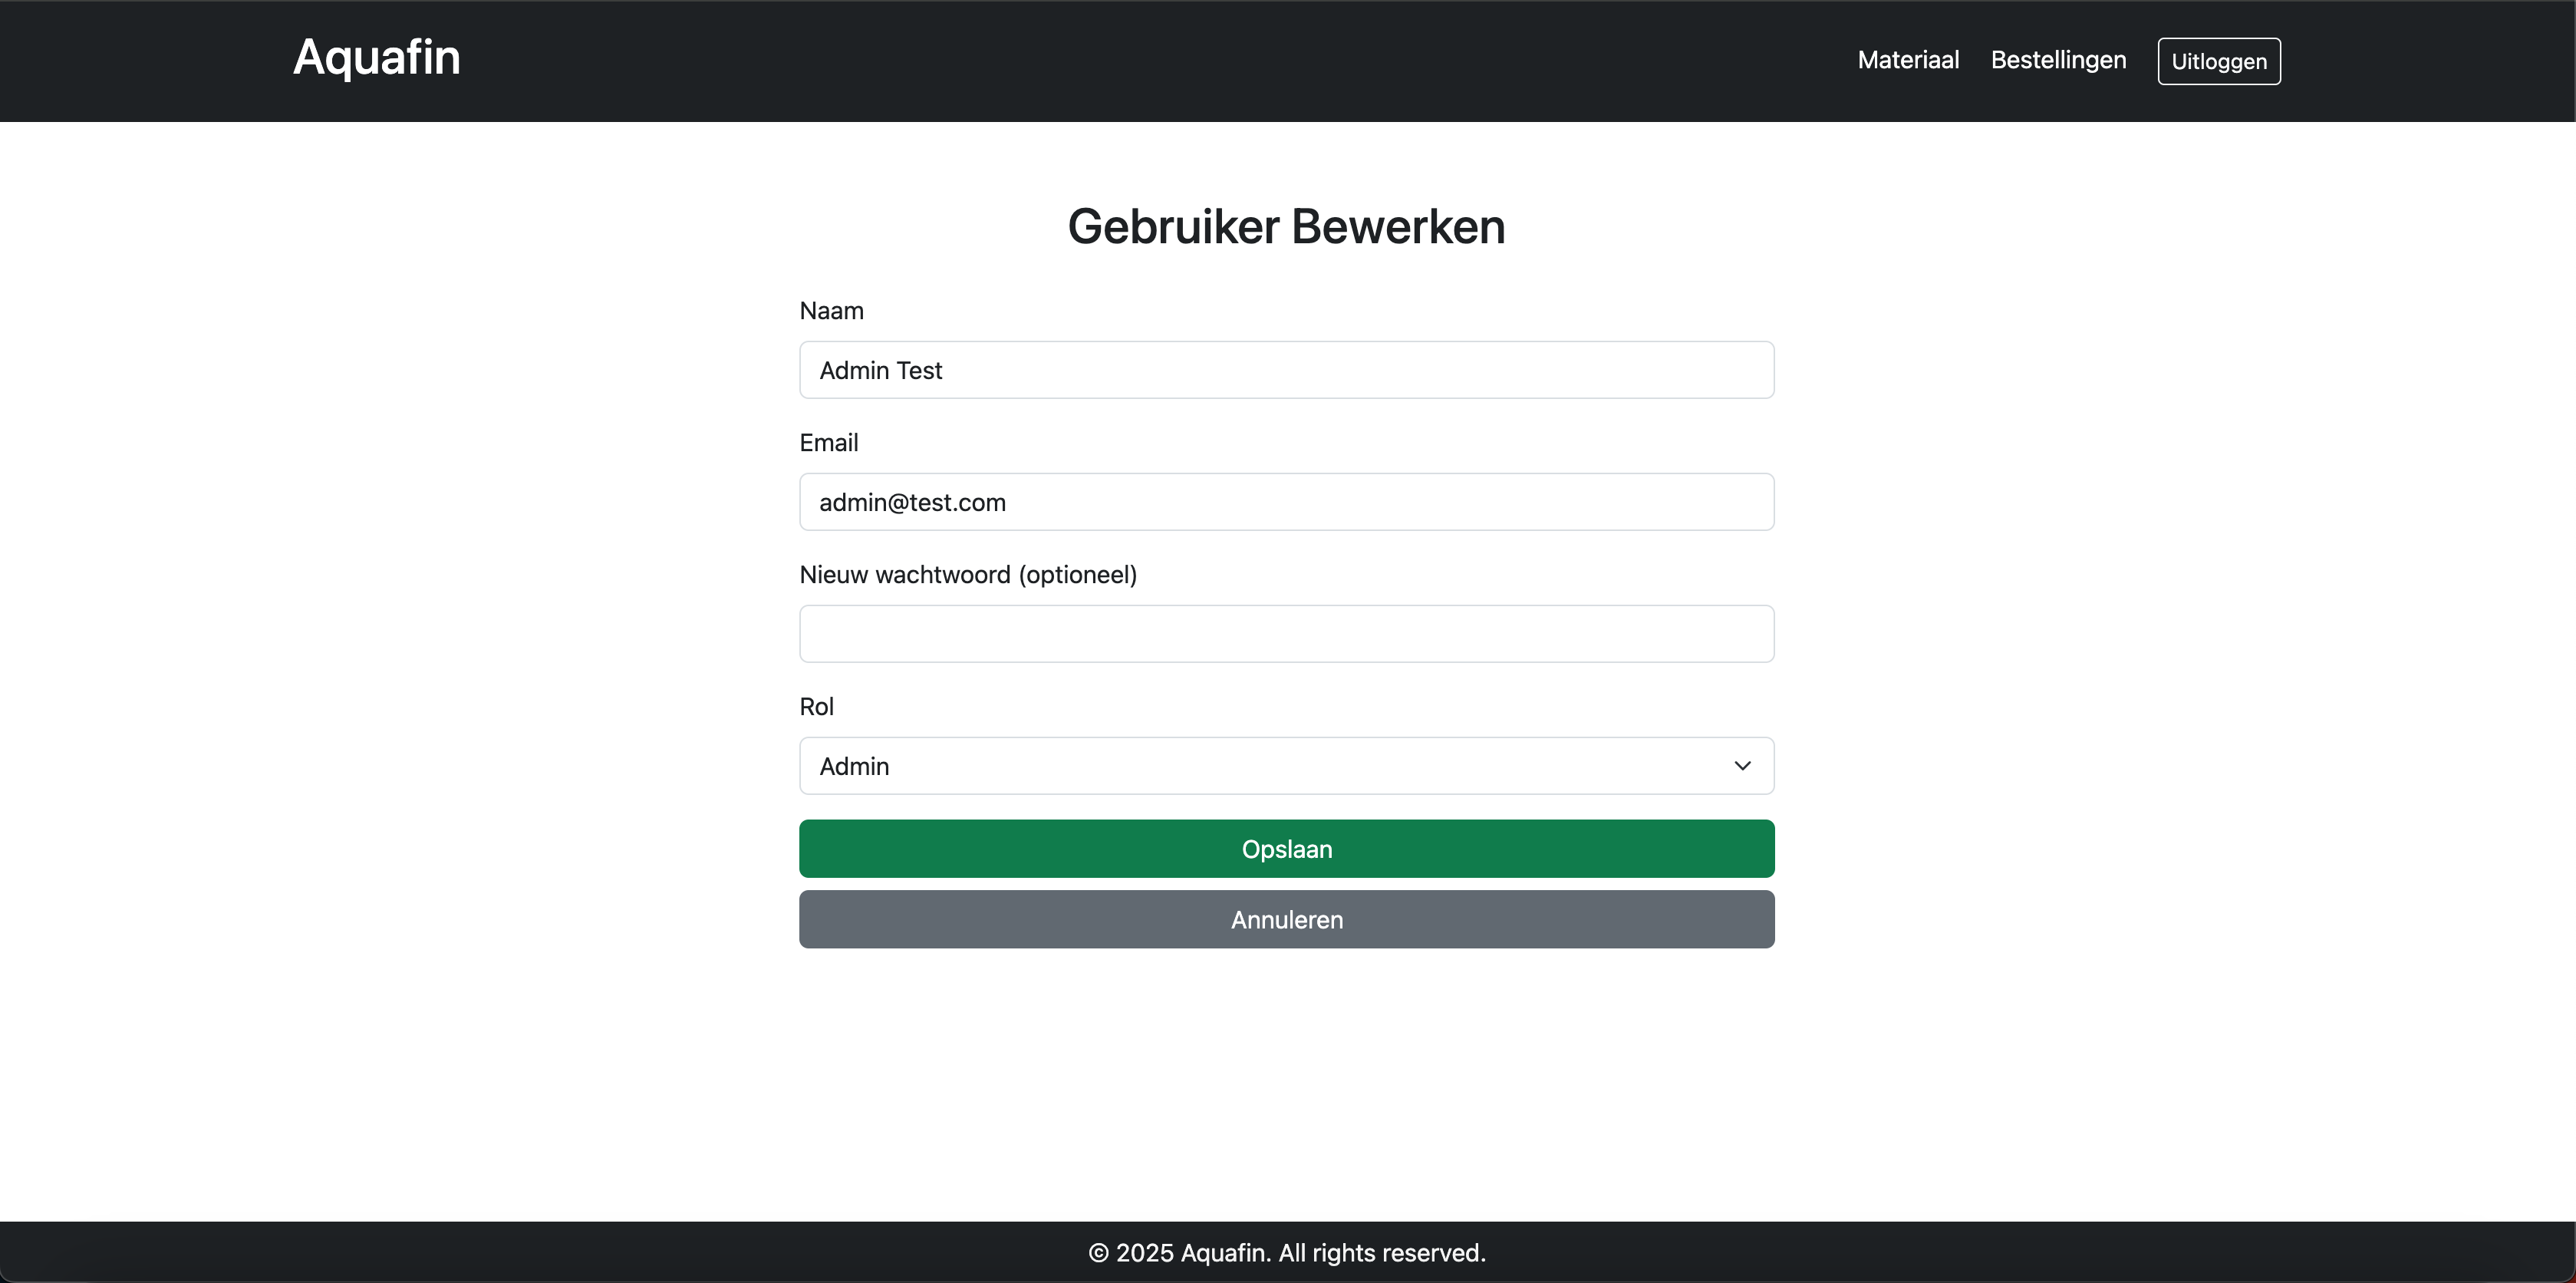 Aquafin
Materiaal Bestellingen Uitloggen
Gebruiker Bewerken
Naam
Admin Test
Email
admin@test.com
Nieuw wachtwoord (optioneel)
Rol
Admin
Opslaan
Annuleren
© 2025 Aquafin. All rights reserved.